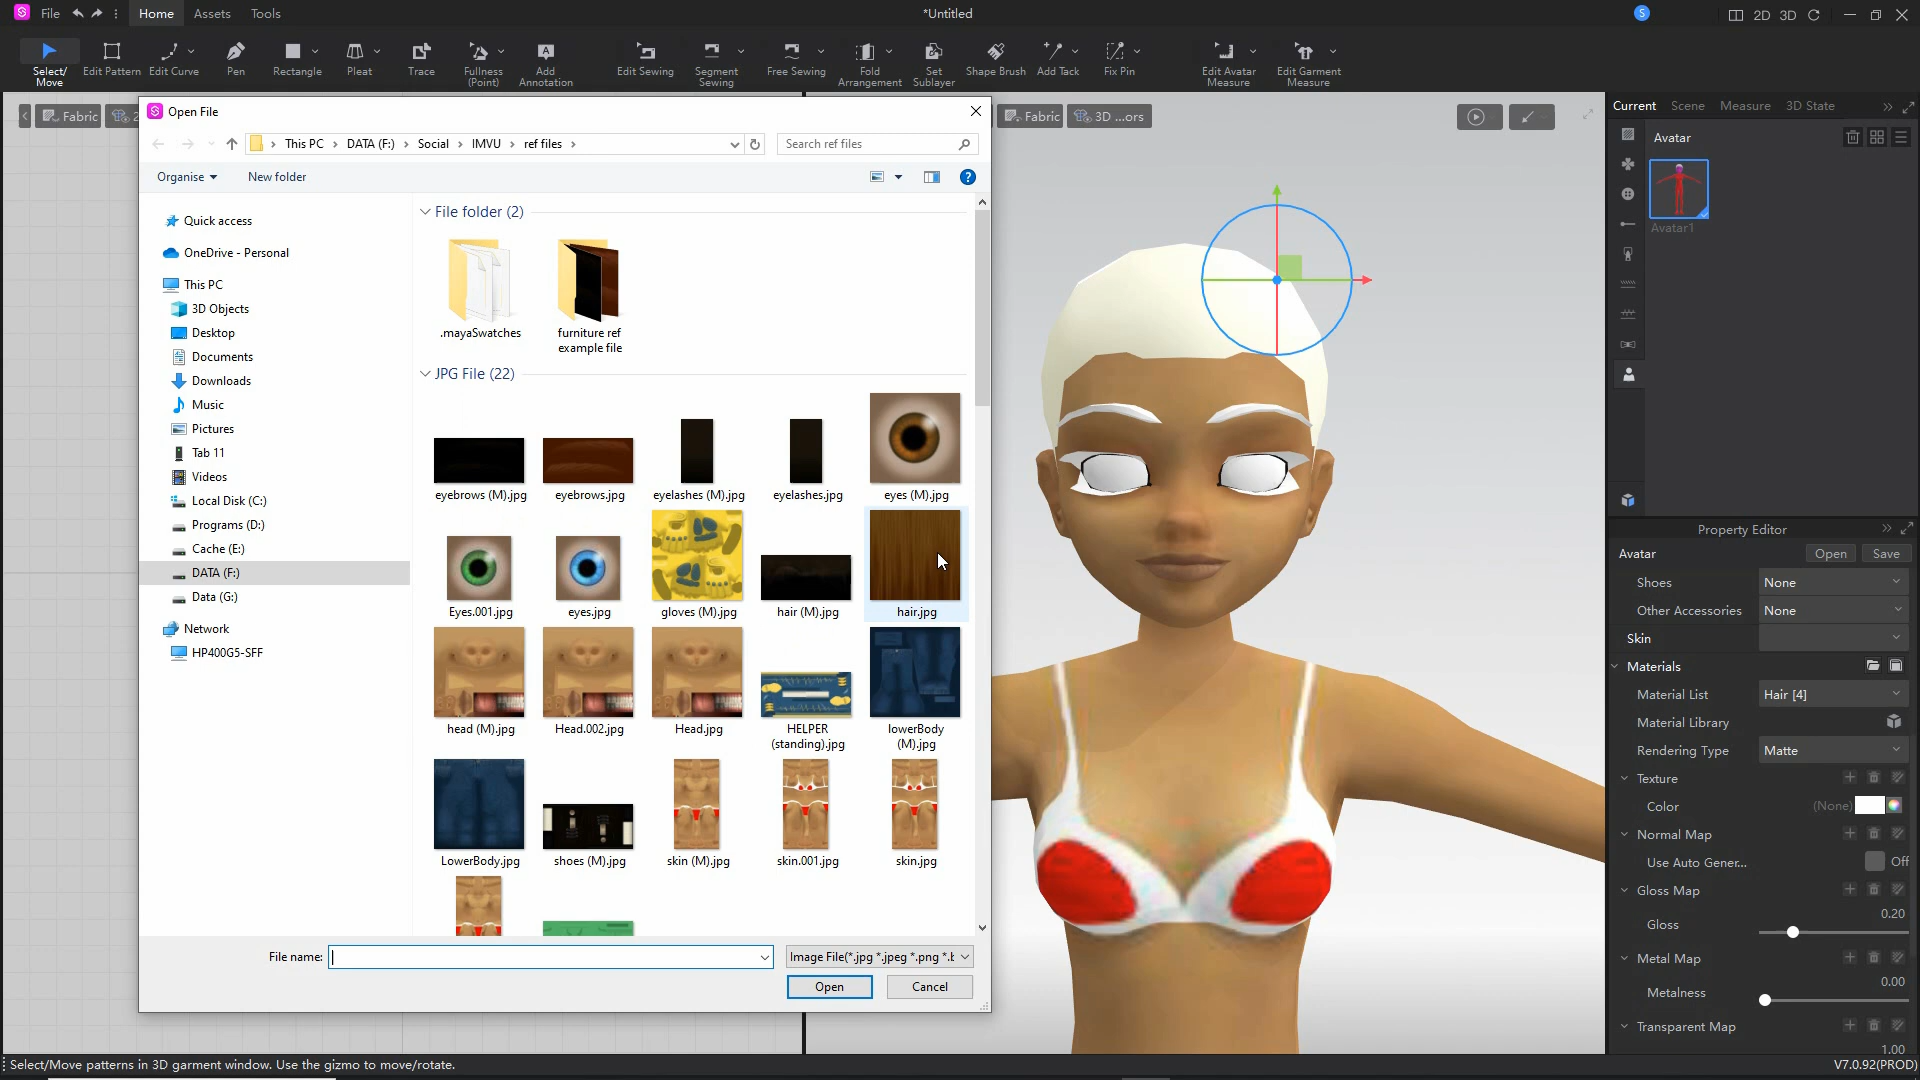 File
Home
Assets
Tools
*Untitled
S
2D
3D
Select/
Move
Edit Pattern
Edit Curve
Pen
Rectangle
Pleat
Trace
Fullness
(Point)
Add
Annotation
Edit Sewing
Segment
Sewing
Free Sewing
Fold
Arrangement
Set
Sublayer
Shape Brush
Add Tack
Fix Pin
Edit Avatar
Measure
Edit Garment
Measure
Fabric
2
Open File
This PC
DATA (F:)
Social
IMVU
ref files
Search ref files
Organise
New folder
Quick access
OneDrive - Personal
This PC
3D Objects
Desktop
Documents
Downloads
Music
Pictures
Tab 11
Videos
Local Disk (C:)
Programs (D:)
Cache (E:)
DATA (F:)
Data (G:)
Network
HP400G5-SFF
File folder (2)
.mayaSwatches
furniture ref
example file
JPG File (22)
eyebrows (M).jpg
eyebrows.jpg
eyelashes (M).jpg
eyelashes.jpg
eyes (M).jpg
Eyes.001.jpg
eyes.jpg
gloves (M).jpg
hair (M).jpg
hair.jpg
head (M).jpg
Head.002.jpg
Head.jpg
HELPER
(standing).jpg
lowerBody
(M).jpg
LowerBody.jpg
shoes (M).jpg
skin (M).jpg
skin.001.jpg
skin.jpg
File name:
Image File(*.jpg *.jpeg *.png *.b
Open
Cancel
Fabric
3D ...ors
Current
Scene
Measure
3D State
Avatar
Avatar1
Property Editor
Avatar
Open
Save
Shoes
None
Other Accessories
None
Skin
Materials
Material List
Hair [4]
Material Library
Rendering Type
Matte
Texture
Color
(None)
Normal Map
Use Auto Gener...
Off
Gloss Map
0.20
Gloss
Metal Map
0.00
Metalness
Transparent Map
1.00
Select/Move patterns in 3D garment window. Use the gizmo to move/rotate.
V7.0.92(PROD)